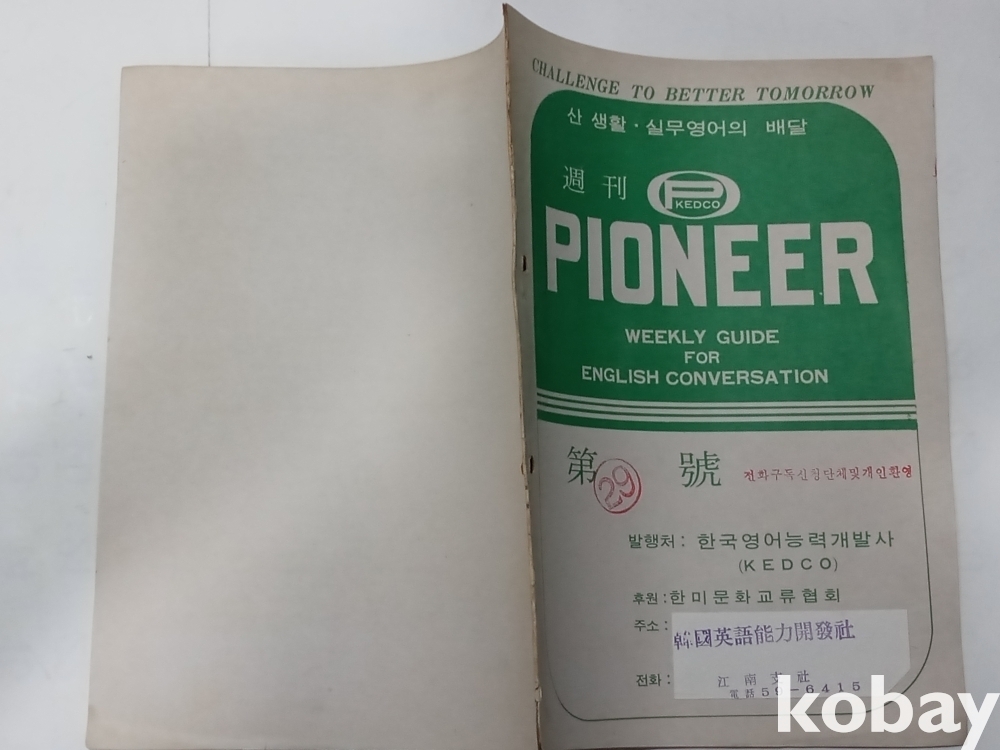 CHALLENGE TO BETTER TOMORROW
산 생활·실무영어의 배달
週刊
P
KEDCO
PIONEER
WEEKLY GUIDE
FOR
ENGLISH CONVERSATION
第 29 號
전화구독신청단체및개인환영
발행처 : 한국영어능력개발사
(KEDCO)
후원 : 한미문화교류협회
주소 :
韓國英語能力開發社
전화 :
江南支社
電話 59-6415
kobay